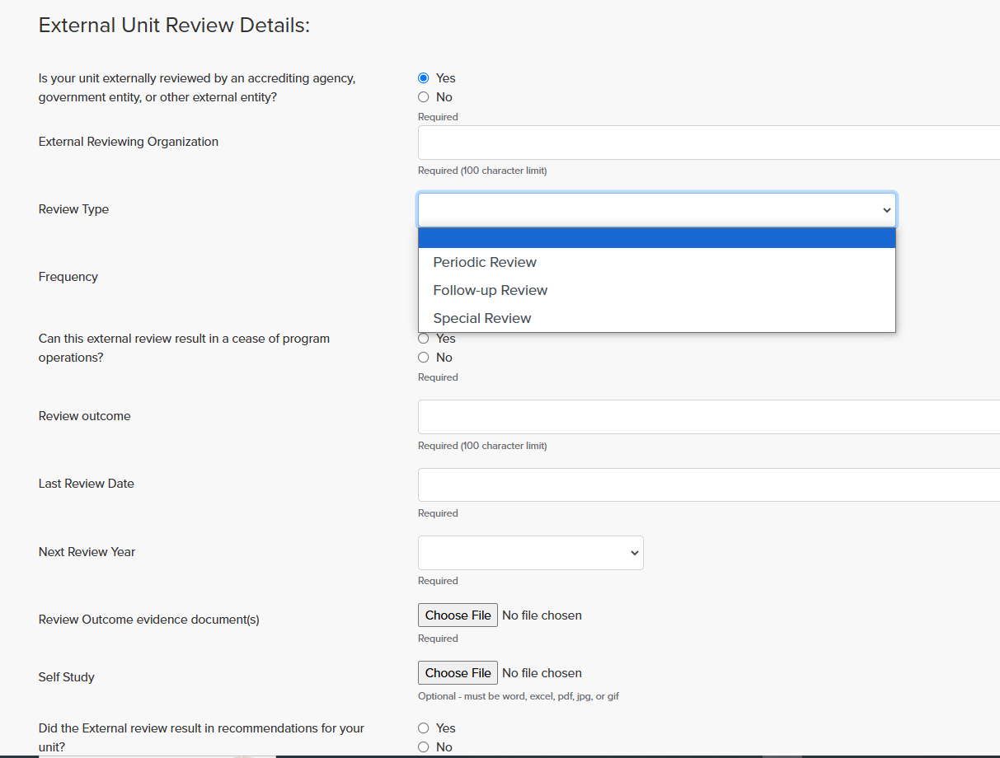 External Unit Review Details:
Is your unit externally reviewed by an accrediting agency,
government entity, or other external entity?
Yes
No
Required
External Reviewing Organization
Required (100 character limit)
Review Type
Periodic Review
Follow-up Review
Special Review
Frequency
Can this external review result in a cease of program
operations?
Yes
No
Required
Review outcome
Required (100 character limit)
Last Review Date
Required
Next Review Year
Required
Review Outcome evidence document(s)
Choose File No file chosen
Required
Self Study
Choose File No file chosen
Optional - must be word, excel, pdf, jpg, or gif
Did the External review result in recommendations for your
unit?
Yes
No